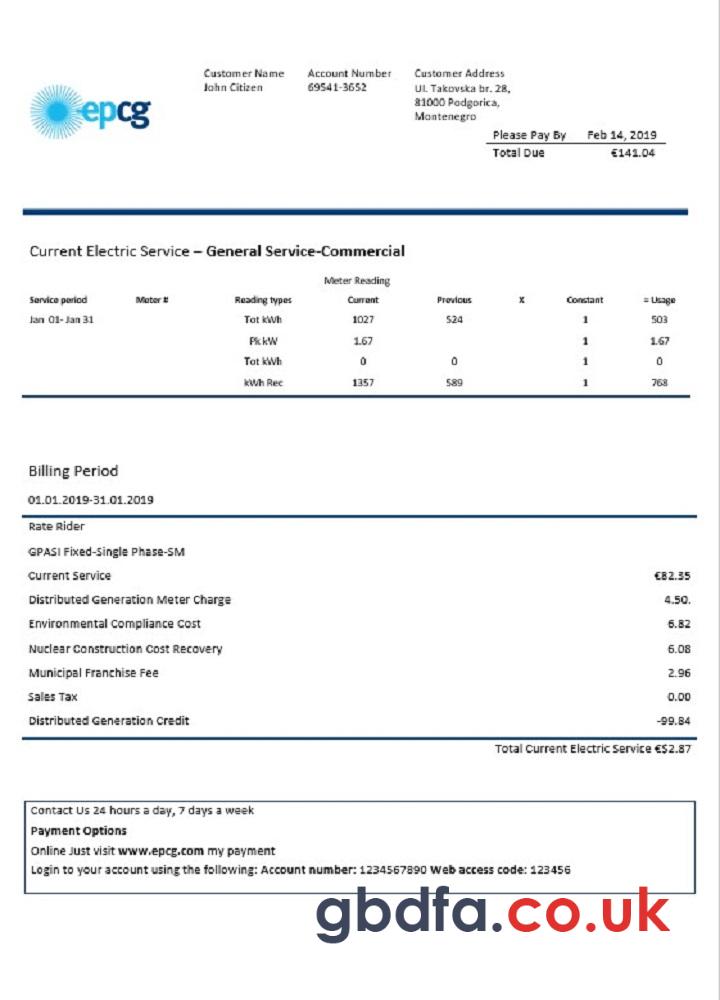 epcg
Customer Name Account Number Customer Address
John Citizen 69541-3652 Ul. Takovska br. 28,
81000 Podgorica,
Montenegro
Please Pay By Feb 14, 2019
Total Due €141.04
Current Electric Service – General Service-Commercial
Meter Reading
Service period Meter # Reading types Current Previous X Constant = Usage
Jan 01- Jan 31 Tot kWh 1027 524 1 503
Pk kW 1.67 1 1.67
Tot kWh 0 0 1 0
kWh Rec 1357 589 1 768
Billing Period
01.01.2019-31.01.2019
Rate Rider
GPASI Fixed-Single Phase-SM
Current Service €82.35
Distributed Generation Meter Charge 4.50.
Environmental Compliance Cost 6.82
Nuclear Construction Cost Recovery 6.08
Municipal Franchise Fee 2.96
Sales Tax 0.00
Distributed Generation Credit -99.84
Total Current Electric Service €$2.87
Contact Us 24 hours a day, 7 days a week
Payment Options
Online Just visit www.epcg.com my payment
Login to your account using the following: Account number: 1234567890 Web access code: 123456
gbdfa.co.uk